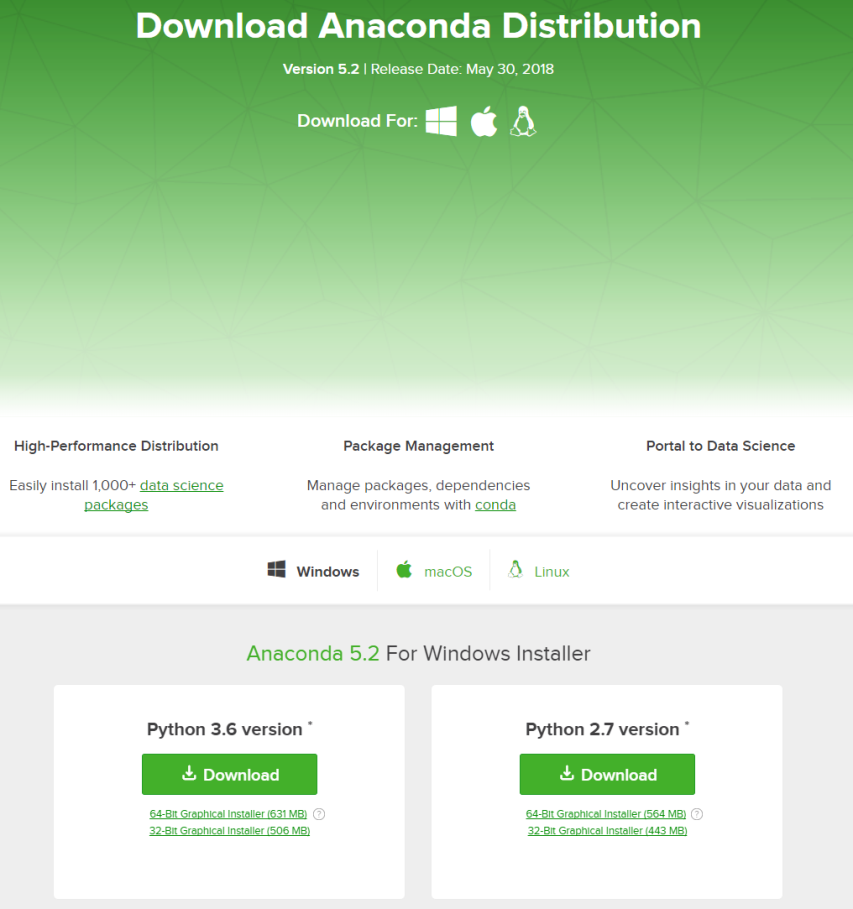 Download Anaconda Distribution
Version 5.2 | Release Date: May 30, 2018
Download For:
High-Performance Distribution
Easily install 1,000+ data science
packages
Package Management
Manage packages, dependencies
and environments with conda
Portal to Data Science
Uncover insights in your data and
create interactive visualizations
Windows
macOS
Linux
Anaconda 5.2 For Windows Installer
Python 3.6 version *
Download
64-Bit Graphical Installer (631 MB) ?
32-Bit Graphical Installer (506 MB)
Python 2.7 version *
Download
64-Bit Graphical Installer (564 MB) ?
32-Bit Graphical Installer (443 MB)